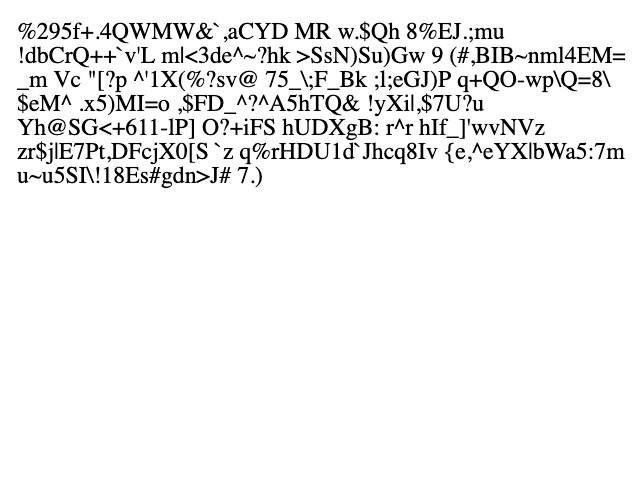 %295f+.4QWMW&`,aCYD MR w.$Qh 8%EJ.;mu
!dbCrQ++`v'L m|<3de^~?hk >SsN)Su)Gw 9 (#,BIB~nml4EM=
_m Vc "[?p ^'1X(%?sv@ 75_\;F_Bk ;l;eGJ)P q+QO-wp\Q=8\
$eM^ .x5)MI=o ,$FD_^?^A5hTQ& !yXi|,$7U?u
Yh@SG<+611-lP] O?+iFS hUDXgB: r^r hIf_]'wvNVz
zr$j|E7Pt,DFcjX0[S `z q%rHDU1d`Jhcq8Iv {e,^eYX|bWa5:7m
u~u5SI\!18Es#gdn>J# 7.)